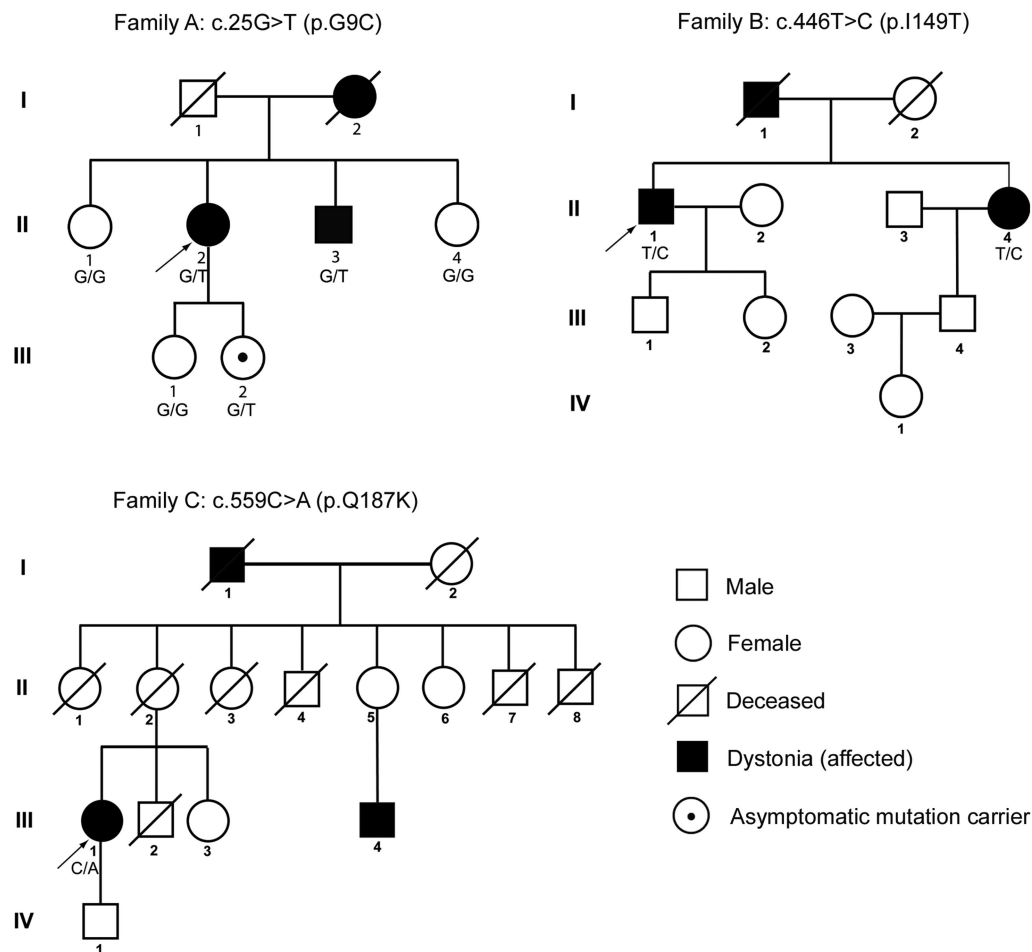 Family A: c.25G>T (p.G9C)
I
1
2
II
1
G/G
2
G/T
3
G/T
4
G/G
III
1
G/G
2
G/T
Family B: c.446T>C (p.I149T)
I
1
2
II
1
T/C
2
3
4
T/C
III
1
2
3
4
IV
1
Family C: c.559C>A (p.Q187K)
I
1
2
II
1
2
3
4
5
6
7
8
III
1
C/A
2
3
4
IV
1
Male
Female
Deceased
Dystonia (affected)
Asymptomatic mutation carrier